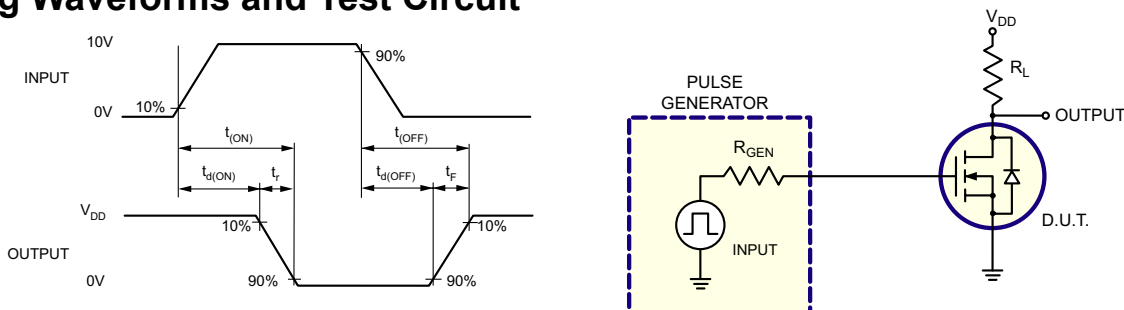 g Waveforms and Test Circuit
10V
INPUT
0V
10%
90%
t(ON)
t(OFF)
td(ON)
tr
td(OFF)
tF
VDD
OUTPUT
0V
10%
90%
10%
90%
VDD
RL
OUTPUT
PULSE
GENERATOR
RGEN
INPUT
D.U.T.